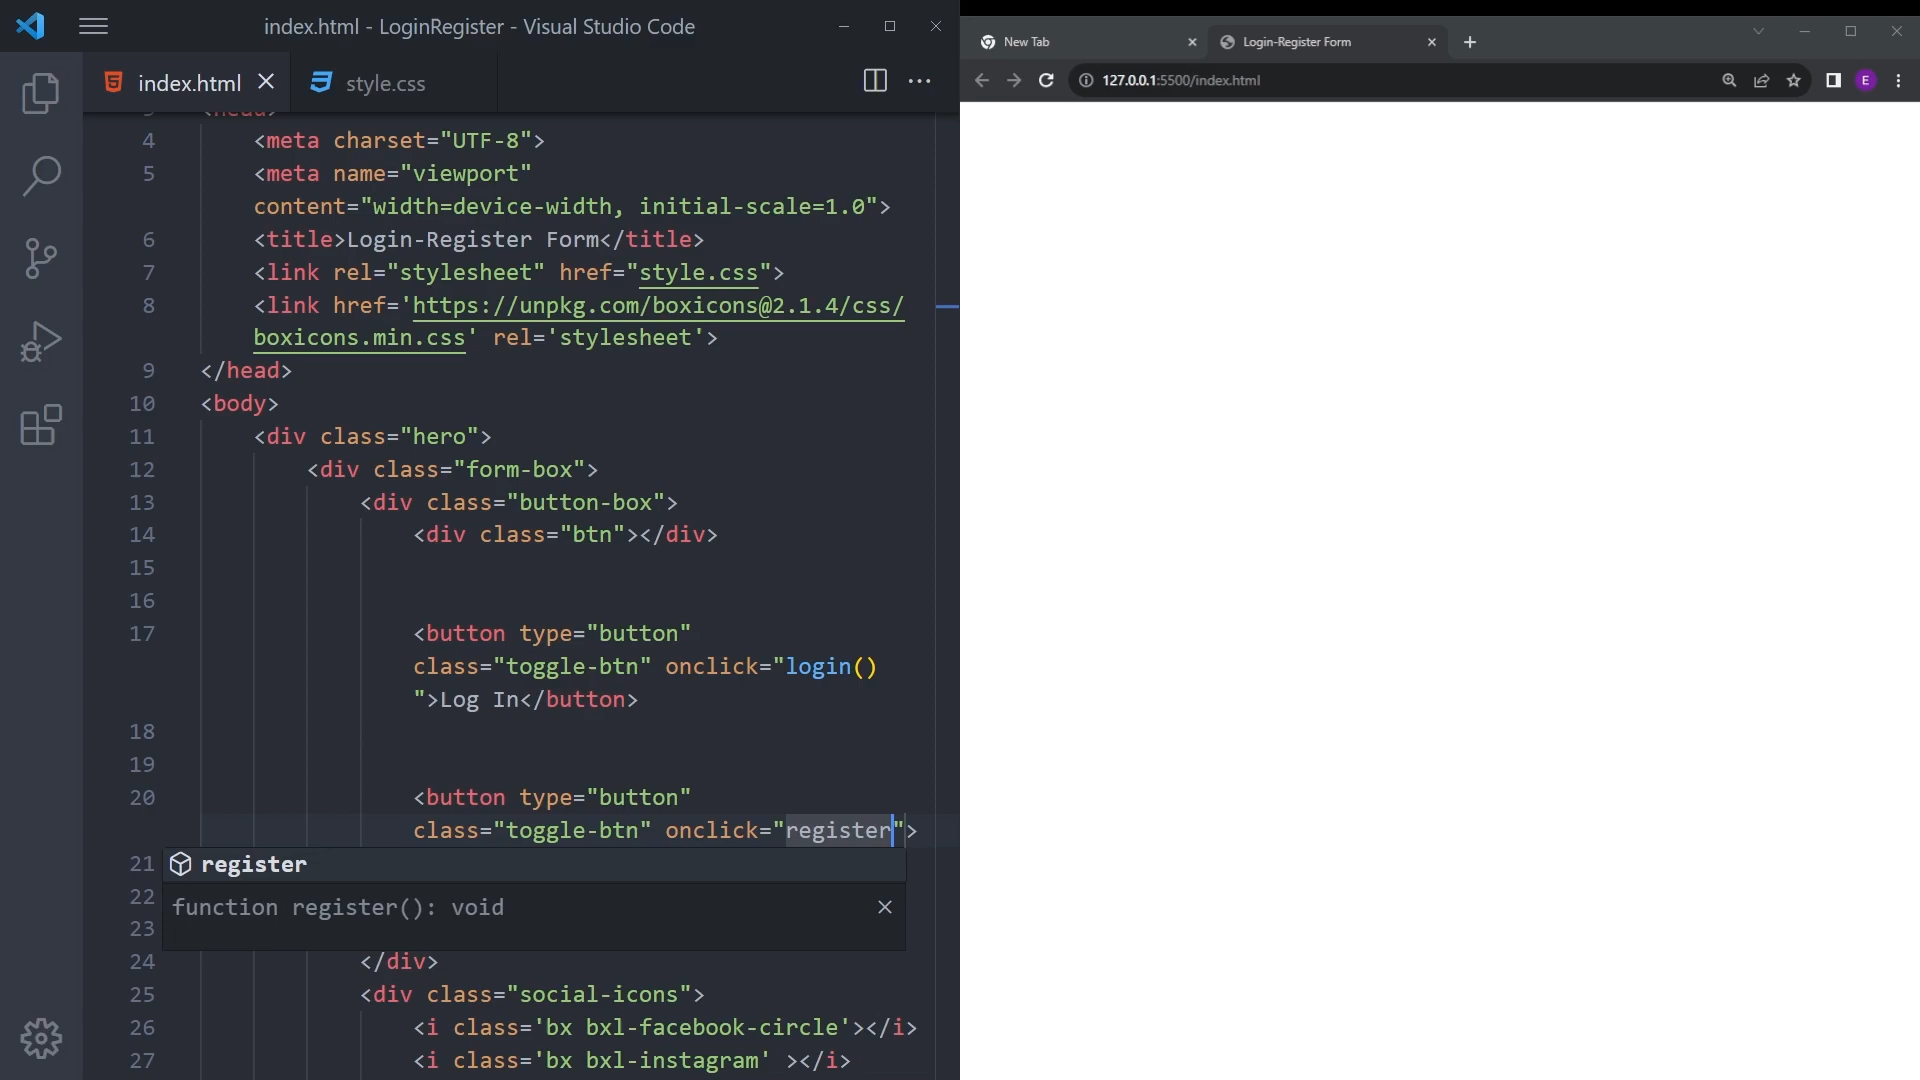 index.html - LoginRegister - Visual Studio Code
index.html
style.css
4 <meta charset="UTF-8">
5 <meta name="viewport"
content="width=device-width, initial-scale=1.0">
6 <title>Login-Register Form</title>
7 <link rel="stylesheet" href="style.css">
8 <link href='https://unpkg.com/boxicons@2.1.4/css/
boxicons.min.css' rel='stylesheet'>
9 </head>
10 <body>
11 <div class="hero">
12 <div class="form-box">
13 <div class="button-box">
14 <div class="btn"></div>
15
16
17 <button type="button"
class="toggle-btn" onclick="login()
">Log In</button>
18
19
20 <button type="button"
class="toggle-btn" onclick="register">
21
register
22
function register(): void
23
24 </div>
25 <div class="social-icons">
26 <i class='bx bxl-facebook-circle'></i>
27 <i class='bx bxl-instagram' ></i>
New Tab
Login-Register Form
127.0.0.1:5500/index.html
E